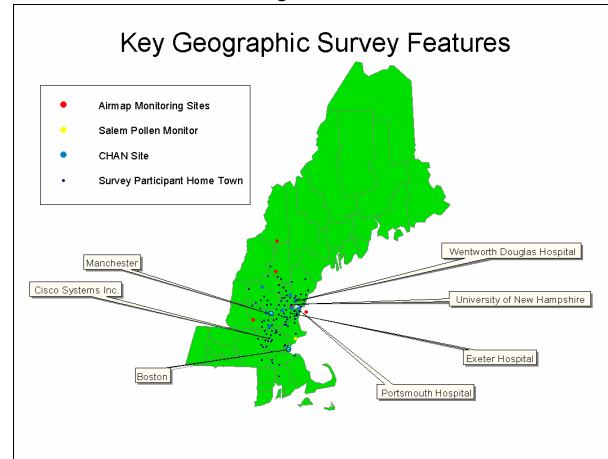 Key Geographic Survey Features
Airmap Monitoring Sites
Salem Pollen Monitor
CHAN Site
Survey Participant Home Town
Manchester
Wentworth Douglas Hospital
Cisco Systems Inc.
University of New Hampshire
Exeter Hospital
Boston
Portsmouth Hospital